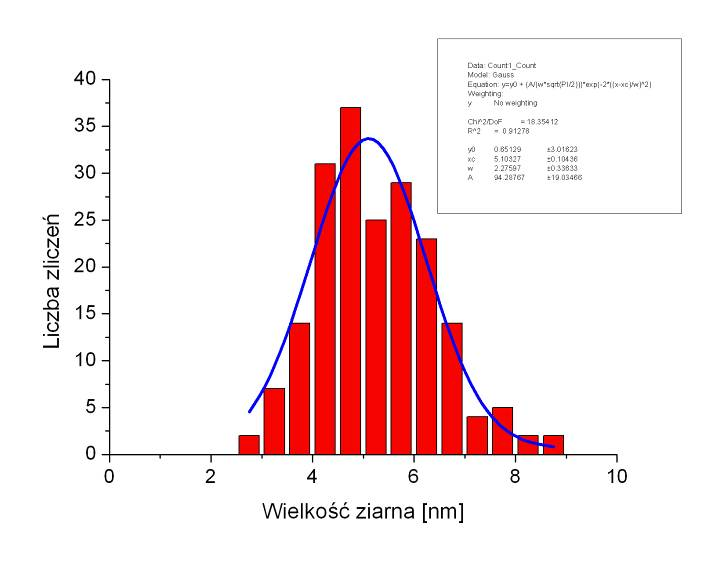 Data: Count1_Count
Model: Gauss
Equation: y=y0 + (A/(w*sqrt(PI/2)))*exp(-2*((x-xc)/w)^2)
Weighting:
y No weighting
Chi^2/DoF = 18.35412
R^2 = 0.91278
y0 0.65129 ±3.01623
xc 5.10327 ±0.10436
w 2.27597 ±0.33633
A 94.28767 ±19.03466
40
35
30
25
20
15
10
5
0
Liczba zliczeń
0 2 4 6 8 10
Wielkość ziarna [nm]